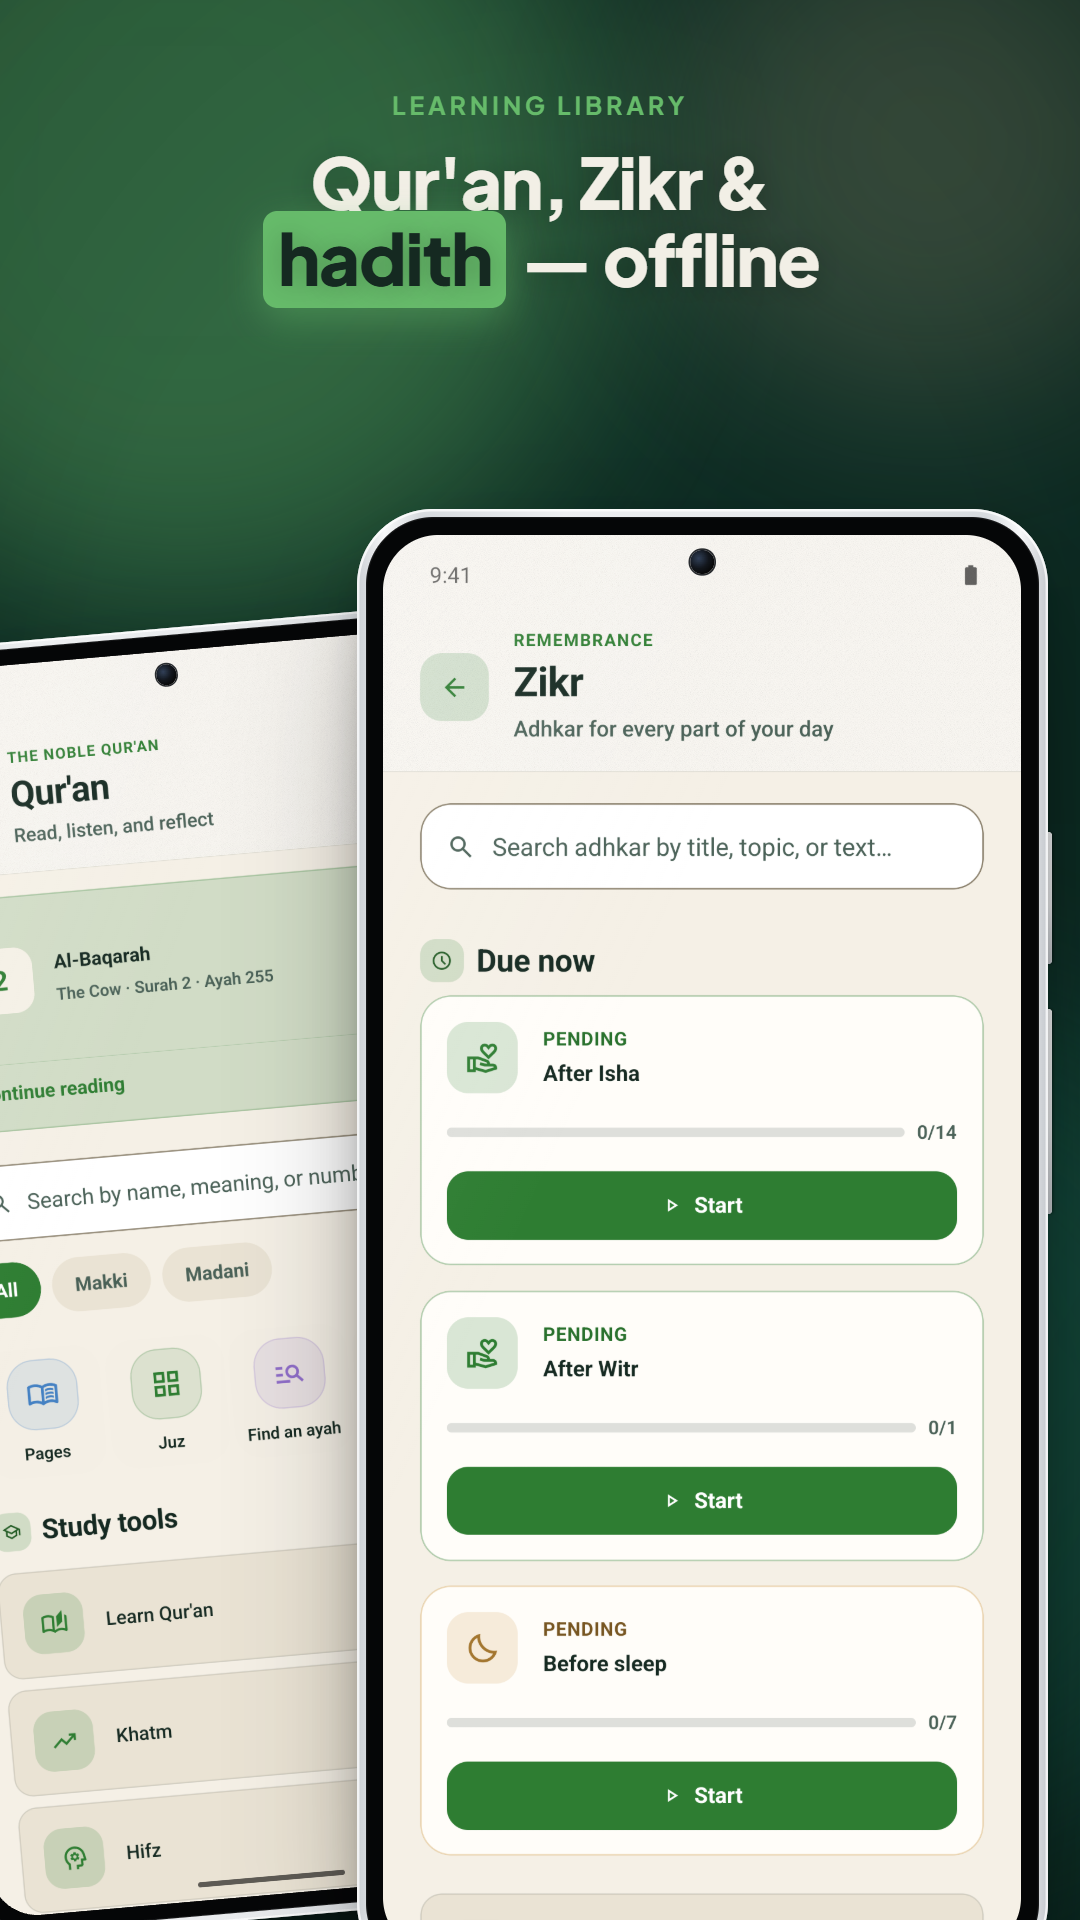 LEARNING LIBRARY
Qur'an, Zikr &
hadith — offline
THE NOBLE QUR'AN
Qur'an
Read, listen, and reflect
2
Al-Baqarah
The Cow · Surah 2 · Ayah 255
ntinue reading
Search by name, meaning, or numb
All
Makki
Madani
Pages
Juz
Find an ayah
Study tools
Learn Qur'an
Khatm
Hifz
9:41
REMEMBRANCE
Zikr
Adhkar for every part of your day
Search adhkar by title, topic, or text...
Due now
PENDING
After Isha
0/14
Start
PENDING
After Witr
0/1
Start
PENDING
Before sleep
0/7
Start